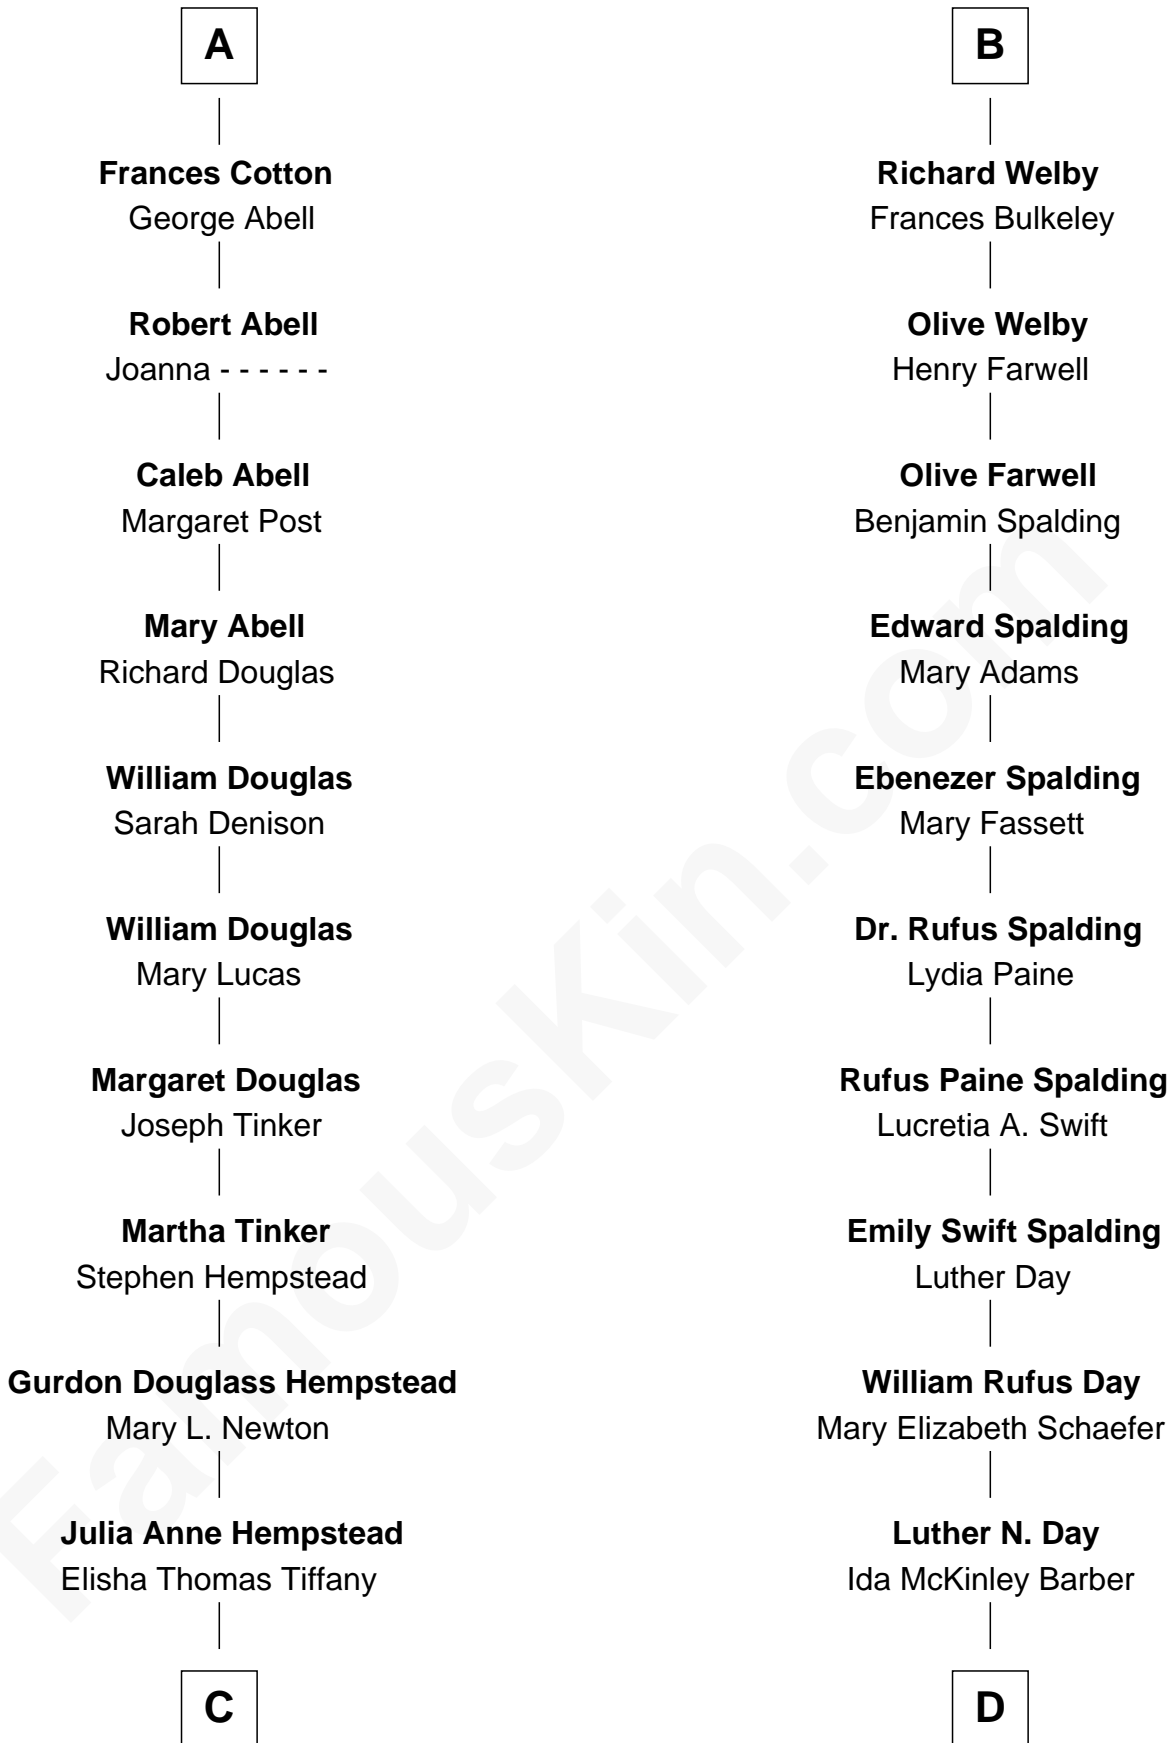 A
Frances Cotton
George Abell
Robert Abell
Joanna - - - - - -
Caleb Abell
Margaret Post
Mary Abell
Richard Douglas
William Douglas
Sarah Denison
William Douglas
Mary Lucas
Margaret Douglas
Joseph Tinker
Martha Tinker
Stephen Hempstead
Gurdon Douglass Hempstead
Mary L. Newton
Julia Anne Hempstead
Elisha Thomas Tiffany
C
B
Richard Welby
Frances Bulkeley
Olive Welby
Henry Farwell
Olive Farwell
Benjamin Spalding
Edward Spalding
Mary Adams
Ebenezer Spalding
Mary Fassett
Dr. Rufus Spalding
Lydia Paine
Rufus Paine Spalding
Lucretia A. Swift
Emily Swift Spalding
Luther Day
William Rufus Day
Mary Elizabeth Schaefer
Luther N. Day
Ida McKinley Barber
D
FamousKin.com